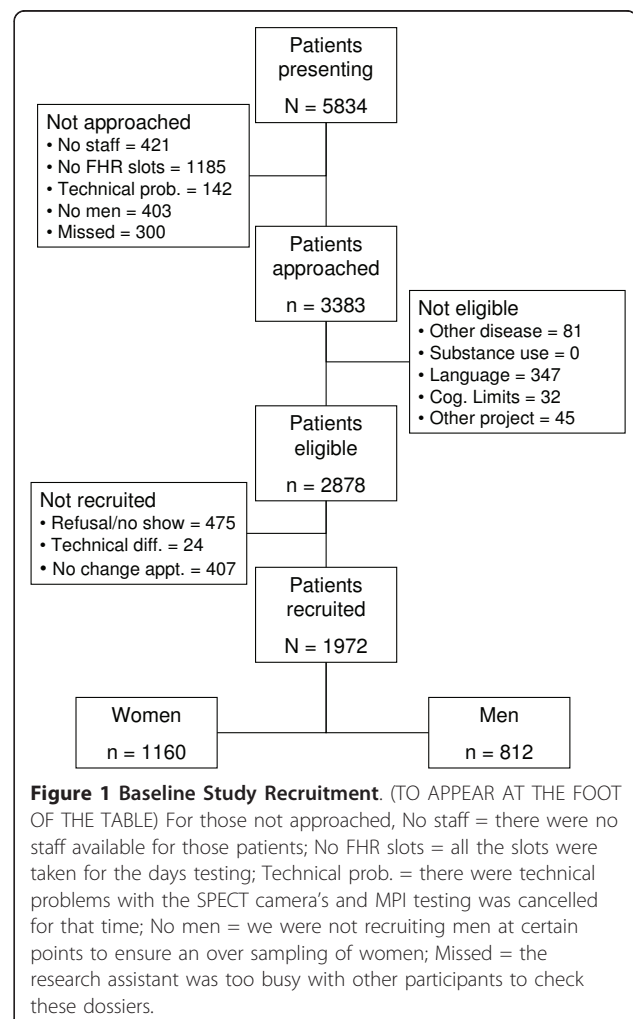 Patients
presenting
N = 5834
Not approached
• No staff = 421
• No FHR slots = 1185
• Technical prob. = 142
• No men = 403
• Missed = 300
Patients
approached
n = 3383
Not eligible
• Other disease = 81
• Substance use = 0
• Language = 347
• Cog. Limits = 32
• Other project = 45
Patients
eligible
n = 2878
Not recruited
• Refusal/no show = 475
• Technical diff. = 24
• No change appt. = 407
Patients
recruited
N = 1972
Women
n = 1160
Men
n = 812
Figure 1 Baseline Study Recruitment. (TO APPEAR AT THE FOOT
OF THE TABLE) For those not approached, No staff = there were no
staff available for those patients; No FHR slots = all the slots were
taken for the days testing; Technical prob. = there were technical
problems with the SPECT camera's and MPI testing was cancelled
for that time; No men = we were not recruiting men at certain
points to ensure an over sampling of women; Missed = the
research assistant was too busy with other participants to check
these dossiers.